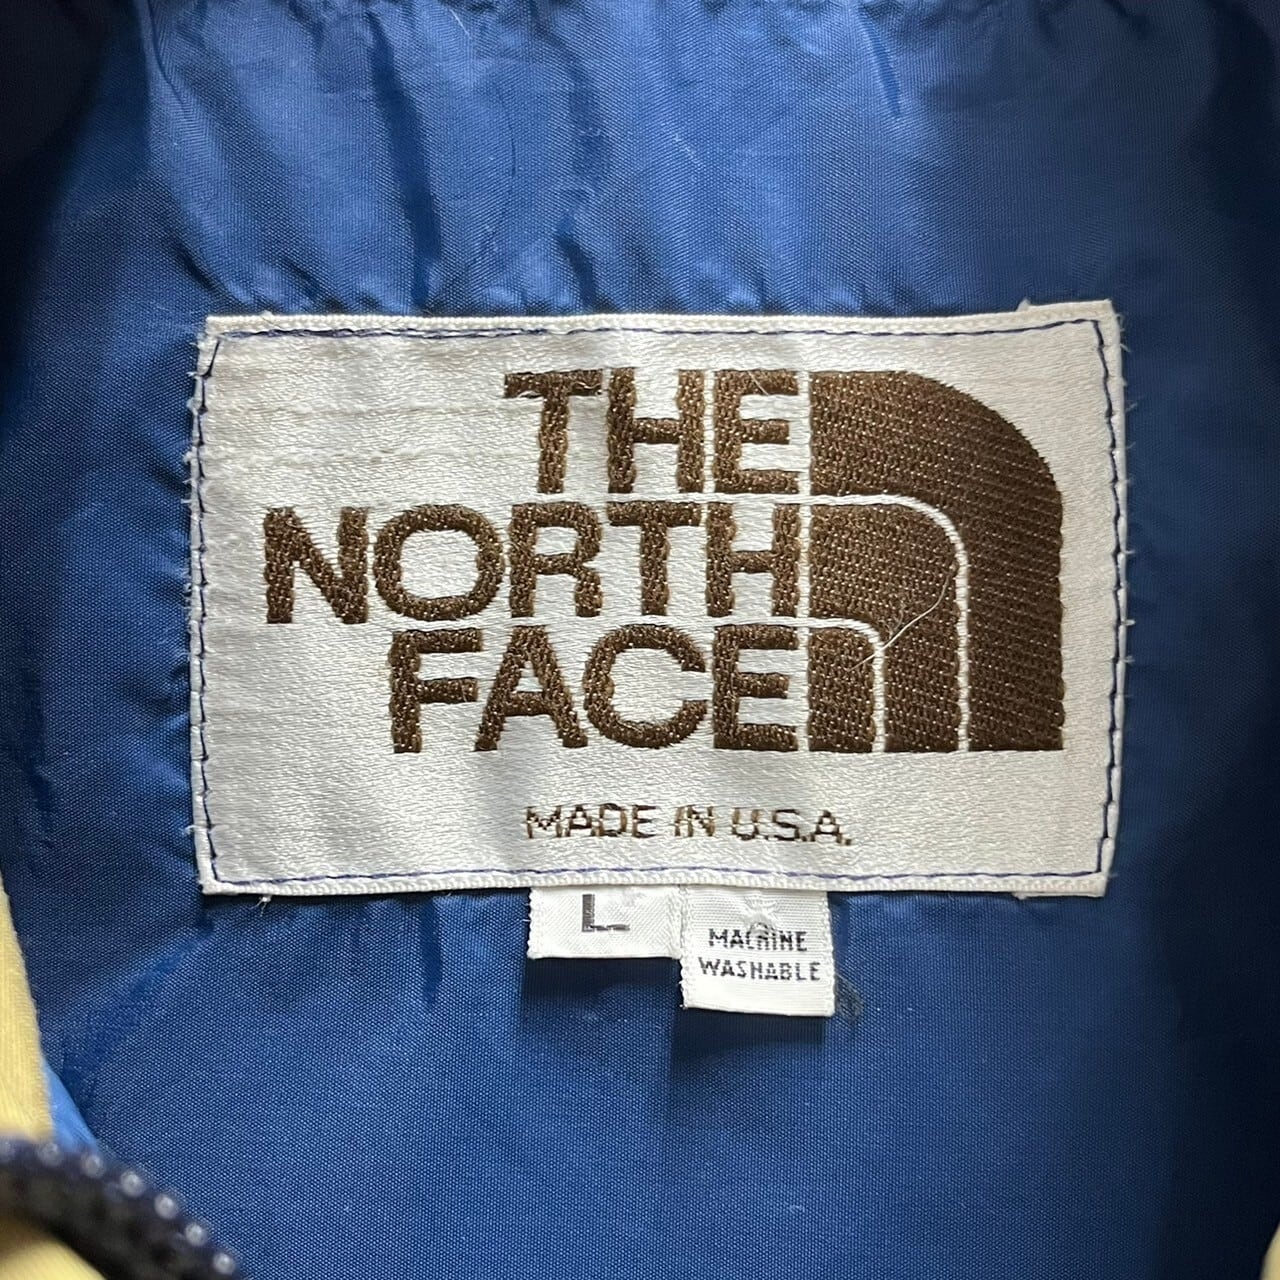 THE
NORTH
FACE
MADE IN U.S.A.
L
MACHINE
WASHABLE